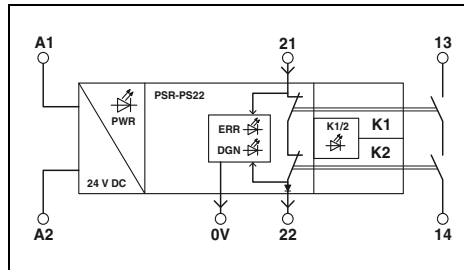 A1 21 13
PSR-PS22
PWR
ERR
DGN
K1/2
K1
K2
24 V DC
A2 0V 22 14